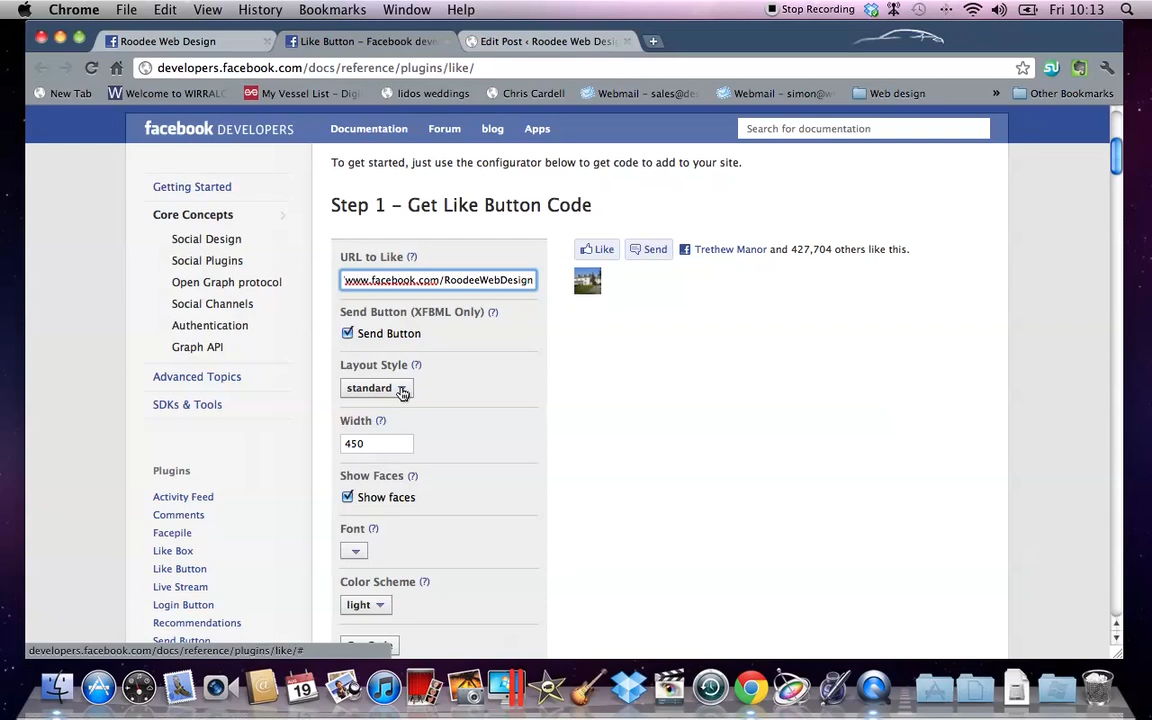 Chrome File Edit View History Bookmarks Window Help Stop Recording Fri 10:13
Roodee Web Design Like Button – Facebook deve Edit Post ‹ Roodee Web Desi
developers.facebook.com/docs/reference/plugins/like/
New Tab Welcome to WIRRALC My Vessel List – Digi lidos weddings Chris Cardell Webmail – sales@de Webmail – simon@w Web design » Other Bookmarks
facebook DEVELOPERS Documentation Forum blog Apps Search for documentation
To get started, just use the configurator below to get code to add to your site.
Getting Started
Step 1 – Get Like Button Code
Core Concepts
Social Design
Social Plugins
Open Graph protocol
Social Channels
Authentication
Graph API
Advanced Topics
SDKs & Tools
URL to Like (?)
www.facebook.com/RoodeeWebDesign
Send Button (XFBML Only) (?)
Send Button
Layout Style (?)
standard
Width (?)
450
Show Faces (?)
Show faces
Font (?)
Color Scheme (?)
light
Like Send Trethew Manor and 427,704 others like this.
Plugins
Activity Feed
Comments
Facepile
Like Box
Like Button
Live Stream
Login Button
Recommendations
Send Button
developers.facebook.com/docs/reference/plugins/like/#
AUG
19